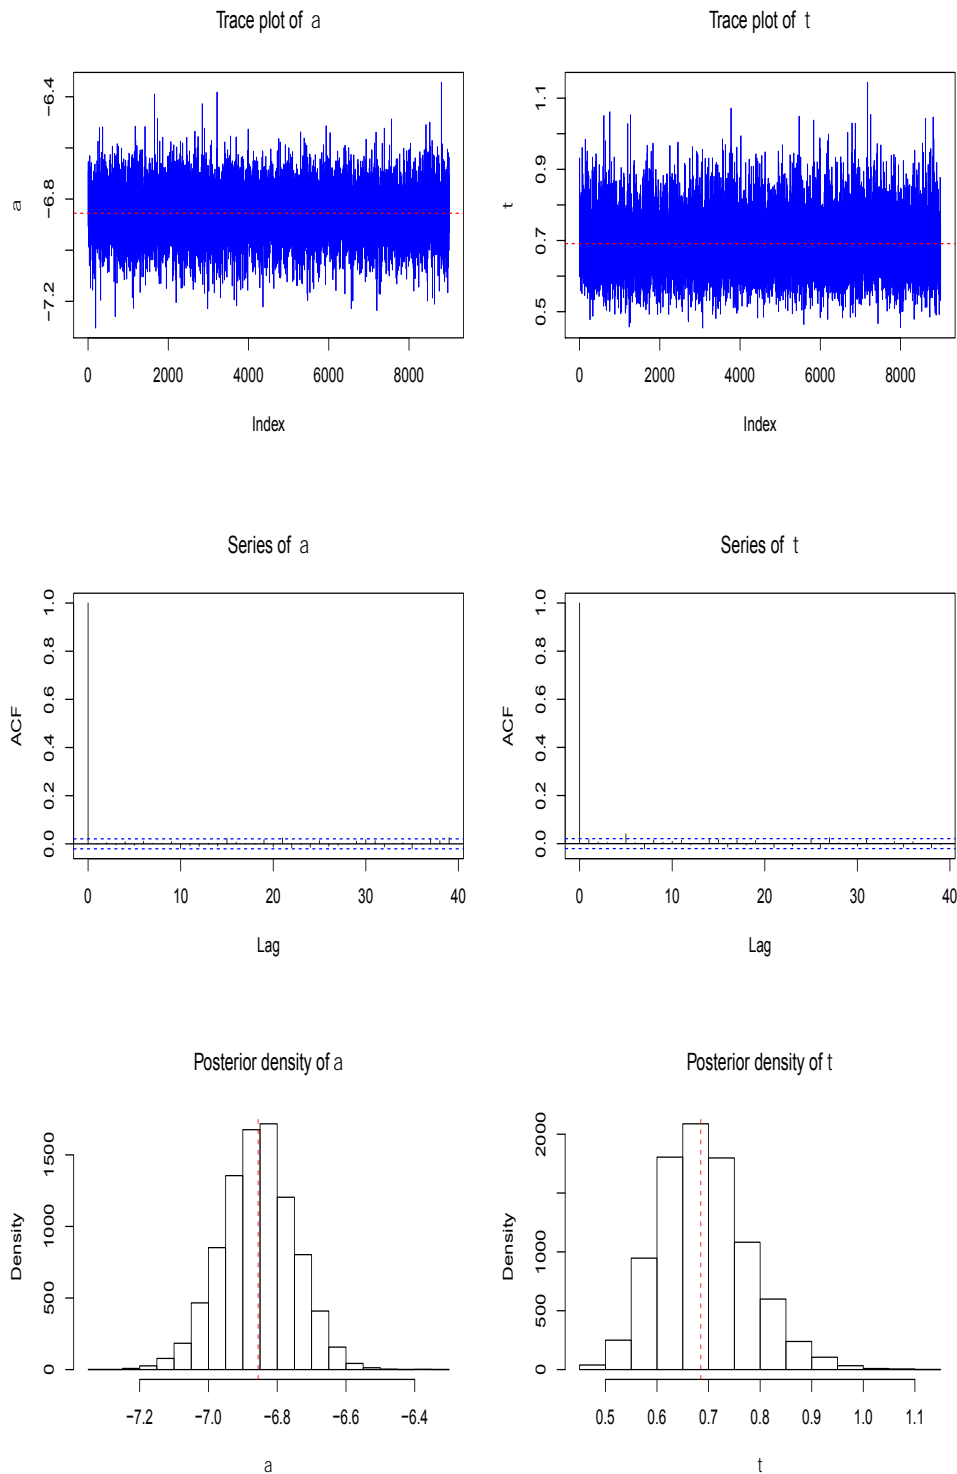 Trace plot of a
Trace plot of t
a
−7.2 −6.8 −6.4
0 2000 4000 6000 8000
Index
t
0.5 0.7 0.9 1.1
0 2000 4000 6000 8000
Index
Series of a
Series of t
ACF
0.0 0.2 0.4 0.6 0.8 1.0
0 10 20 30 40
Lag
ACF
0.0 0.2 0.4 0.6 0.8 1.0
0 10 20 30 40
Lag
Posterior density of a
Posterior density of t
Density
0 500 1000 1500
−7.2 −7.0 −6.8 −6.6 −6.4
a
Density
0 500 1000 2000
0.5 0.6 0.7 0.8 0.9 1.0 1.1
t